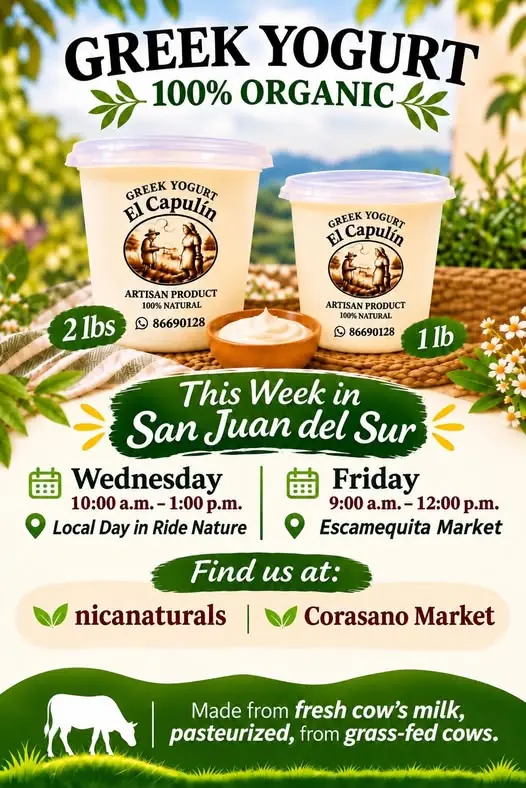 GREEK YOGURT
100% ORGANIC
GREEK YOGURT
El Capulín
ARTISAN PRODUCT
100% NATURAL
86690128
2 lbs
GREEK YOGURT
El Capulín
ARTISAN PRODUCT
100% NATURAL
86690128
1 lb
This Week in
San Juan del Sur
Wednesday
10:00 a.m. – 1:00 p.m.
Local Day in Ride Nature
Friday
9:00 a.m. – 12:00 p.m.
Escamequita Market
Find us at:
nicanaturals
Corasano Market
Made from fresh cow's milk,
pasteurized, from grass-fed cows.